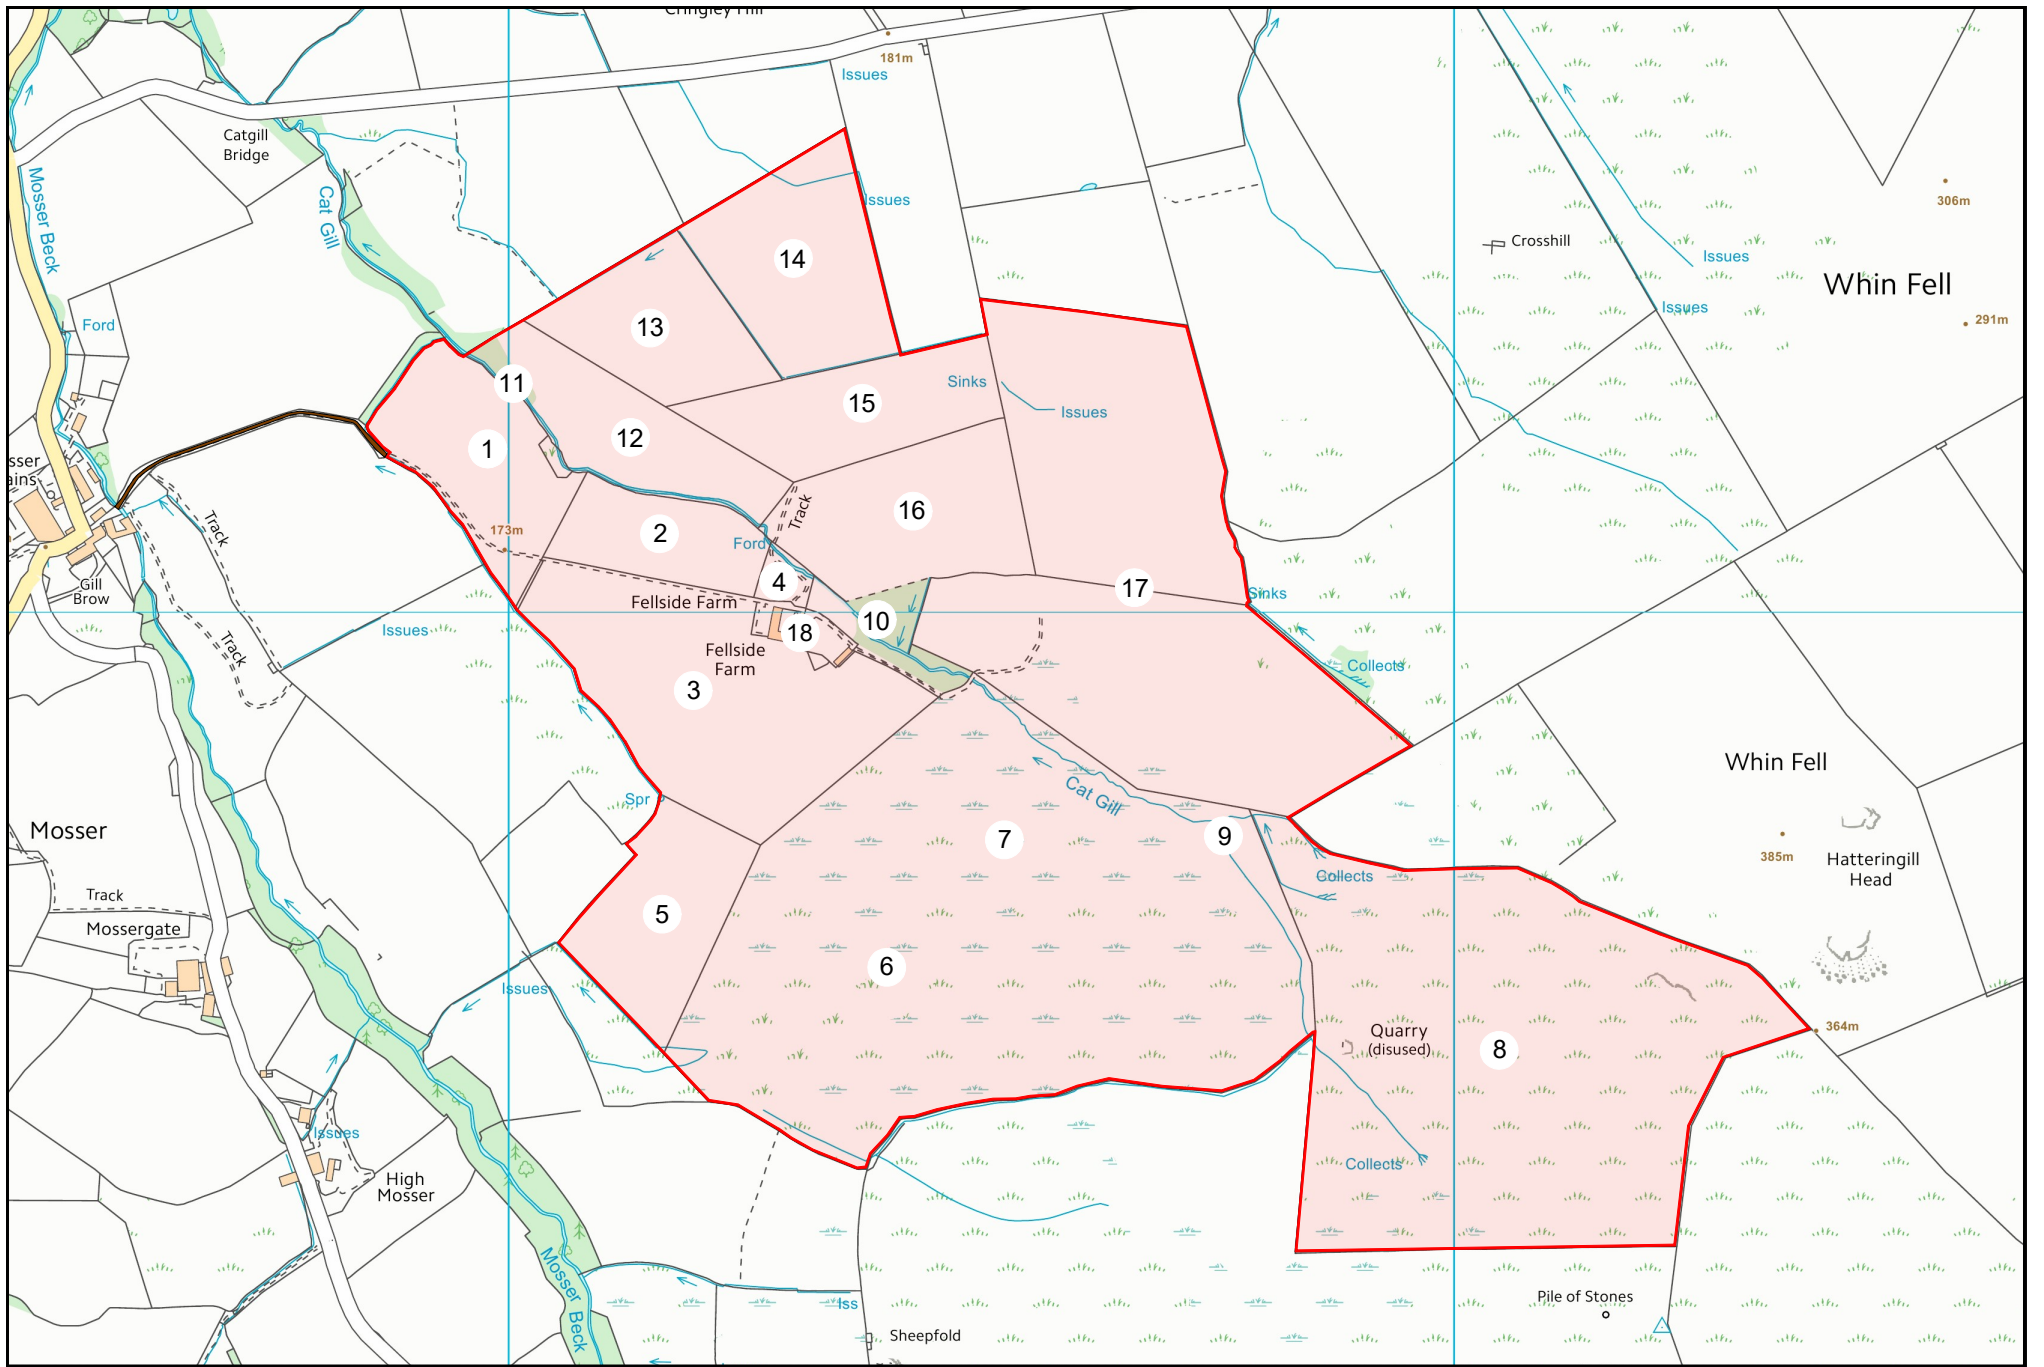 Cringley Hill
181m
Issues
Catgill
Bridge
Mosser Beck
Cat Gill
Issues
306m
Crosshill
Issues
Whin Fell
14
Issues
291m
Ford
13
Sinks
Issues
11
15
12
1
Track
16
Track
173m
2
Ford
Gill
Brow
4
17
Sinks
Fellside Farm
10
18
Issues
Track
Fellside
Farm
Collects
3
Whin Fell
Cat Gill
Spr
Mosser
7
9
385m
Hatteringill
Head
Collects
Track
5
Mossergate
6
Issues
Quarry
(disused)
8
364m
Issues
Collects
High
Mosser
Mosser Beck
Iss
Pile of Stones
Sheepfold